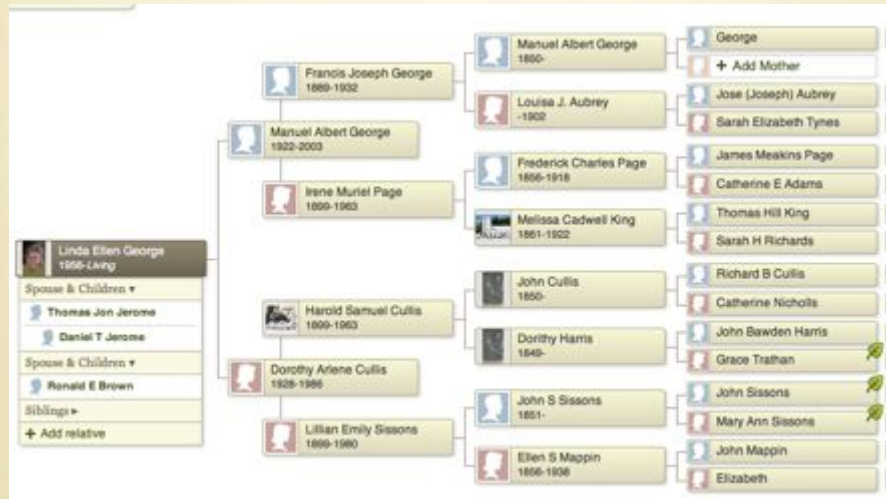 Linda Ellen George
1956-Living
Spouse & Children ▾
Thomas Jon Jerome
Daniel T Jerome
Spouse & Children ▾
Ronald E Brown
Siblings ▸
+ Add relative
Francis Joseph George
1889-1932
Manuel Albert George
1922-2003
Irene Muriel Page
1899-1963
Harold Samuel Cullis
1899-1963
Dorothy Arlene Cullis
1928-1986
Lillian Emily Sissons
1899-1980
Manuel Albert George
1850-
Louisa J. Aubrey
-1902
Frederick Charles Page
1856-1918
Melissa Cadwell King
1861-1922
John Cullis
1850-
Dorithy Harris
1849-
John S Sissons
1851-
Ellen S Mappin
1856-1938
George
+ Add Mother
Jose (Joseph) Aubrey
Sarah Elizabeth Tynes
James Meakins Page
Catherine E Adams
Thomas Hill King
Sarah H Richards
Richard B Cullis
Catherine Nicholls
John Bawden Harris
Grace Trathan
John Sissons
Mary Ann Sissons
John Mappin
Elizabeth